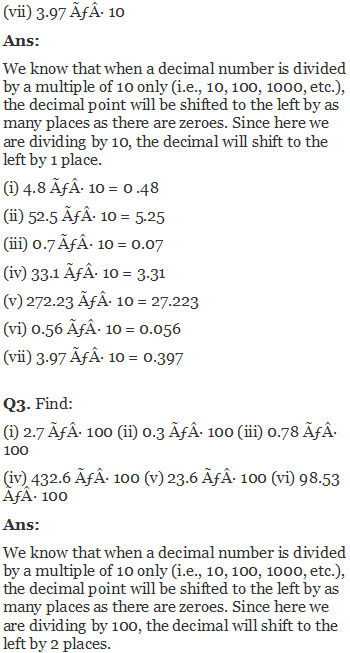 (vii) 3.97 ÃƒÂ· 10
Ans:
We know that when a decimal number is divided
by a multiple of 10 only (i.e., 10, 100, 1000, etc.),
the decimal point will be shifted to the left by as
many places as there are zeroes. Since here we
are dividing by 10, the decimal will shift to the
left by 1 place.
(i) 4.8 ÃƒÂ· 10 = 0 .48
(ii) 52.5 ÃƒÂ· 10 = 5.25
(iii) 0.7 ÃƒÂ· 10 = 0.07
(iv) 33.1 ÃƒÂ· 10 = 3.31
(v) 272.23 ÃƒÂ· 10 = 27.223
(vi) 0.56 ÃƒÂ· 10 = 0.056
(vii) 3.97 ÃƒÂ· 10 = 0.397
Q3. Find:
(i) 2.7 ÃƒÂ· 100 (ii) 0.3 ÃƒÂ· 100 (iii) 0.78 ÃƒÂ·
100
(iv) 432.6 ÃƒÂ· 100 (v) 23.6 ÃƒÂ· 100 (vi) 98.53
ÃƒÂ· 100
Ans:
We know that when a decimal number is divided
by a multiple of 10 only (i.e., 10, 100, 1000, etc.),
the decimal point will be shifted to the left by as
many places as there are zeroes. Since here we
are dividing by 100, the decimal will shift to the
left by 2 places.